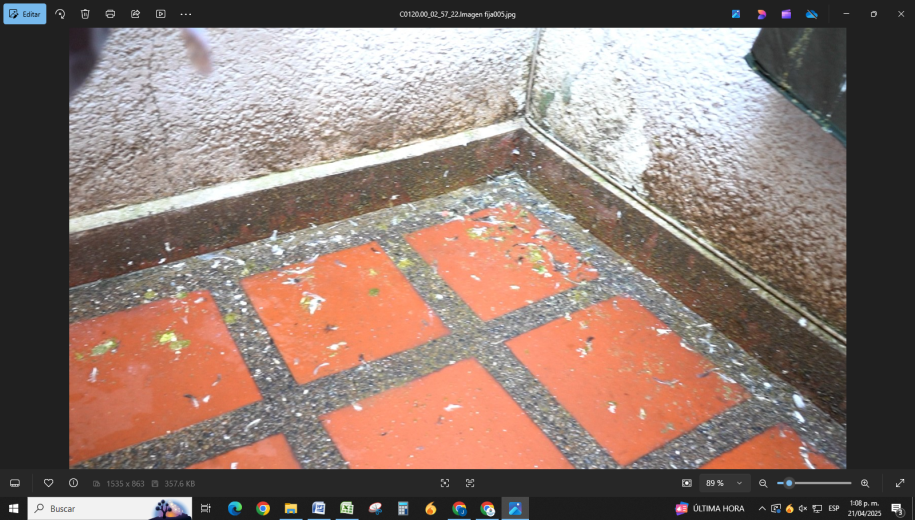 Editar
C0120.00_02_57_22.Imagen fija005.jpg
1535 x 863
357.6 KB
89 %
Buscar
ÚLTIMA HORA
ESP
1:08 p. m.
21/04/2025
3